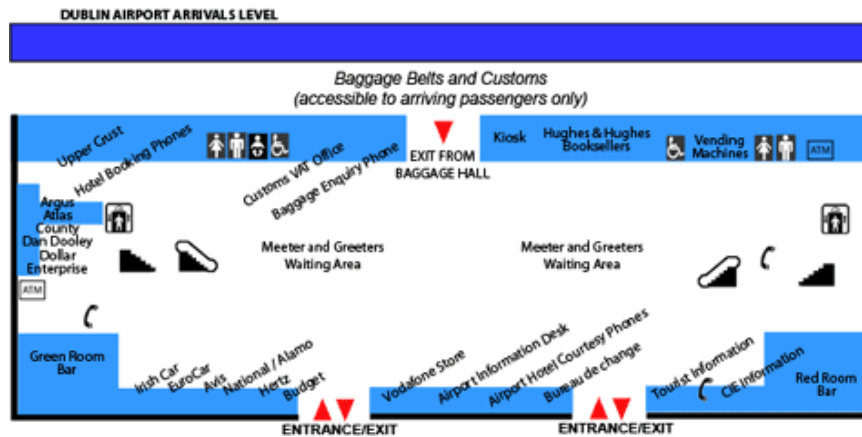 DUBLIN AIRPORT ARRIVALS LEVEL
Baggage Belts and Customs
(accessible to arriving passengers only)
Upper Crust
Hotel Booking Phones
Customs VAT Office
Baggage Enquiry Phone
EXIT FROM
BAGGAGE HALL
Kiosk
Hughes & Hughes
Booksellers
Vending
Machines
ATM
Argus
Atlas
County
Dan Dooley
Dollar
Enterprise
ATM
Meeter and Greeters
Waiting Area
Meeter and Greeters
Waiting Area
Green Room
Bar
Irish Car
EuroCar
Avis
National / Alamo
Hertz
Budget
Vodafone Store
Airport Information Desk
Airport Hotel Courtesy Phones
Bureau de change
Tourist Information
CIE Information
Red Room
Bar
ENTRANCE/EXIT
ENTRANCE/EXIT